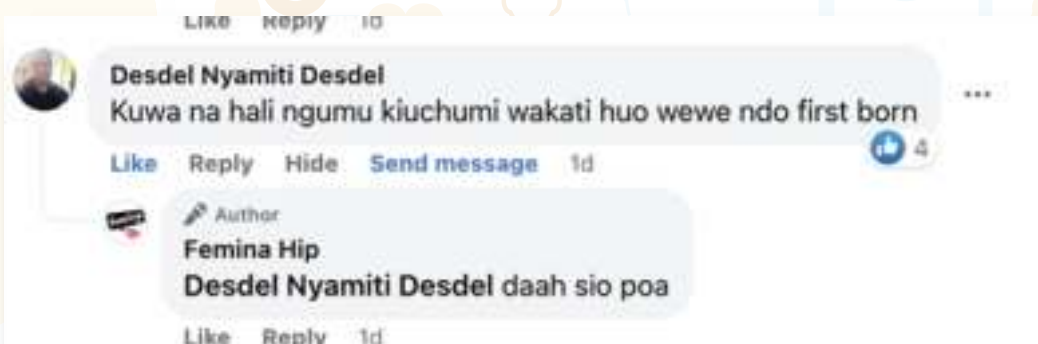 Like Reply 1d
Desdel Nyamiti Desdel
Kuwa na hali ngumu kiuchumi wakati huo wewe ndo first born
4
Like Reply Hide Send message 1d
Author
Femina Hip
Desdel Nyamiti Desdel daah sio poa
Like Reply 1d